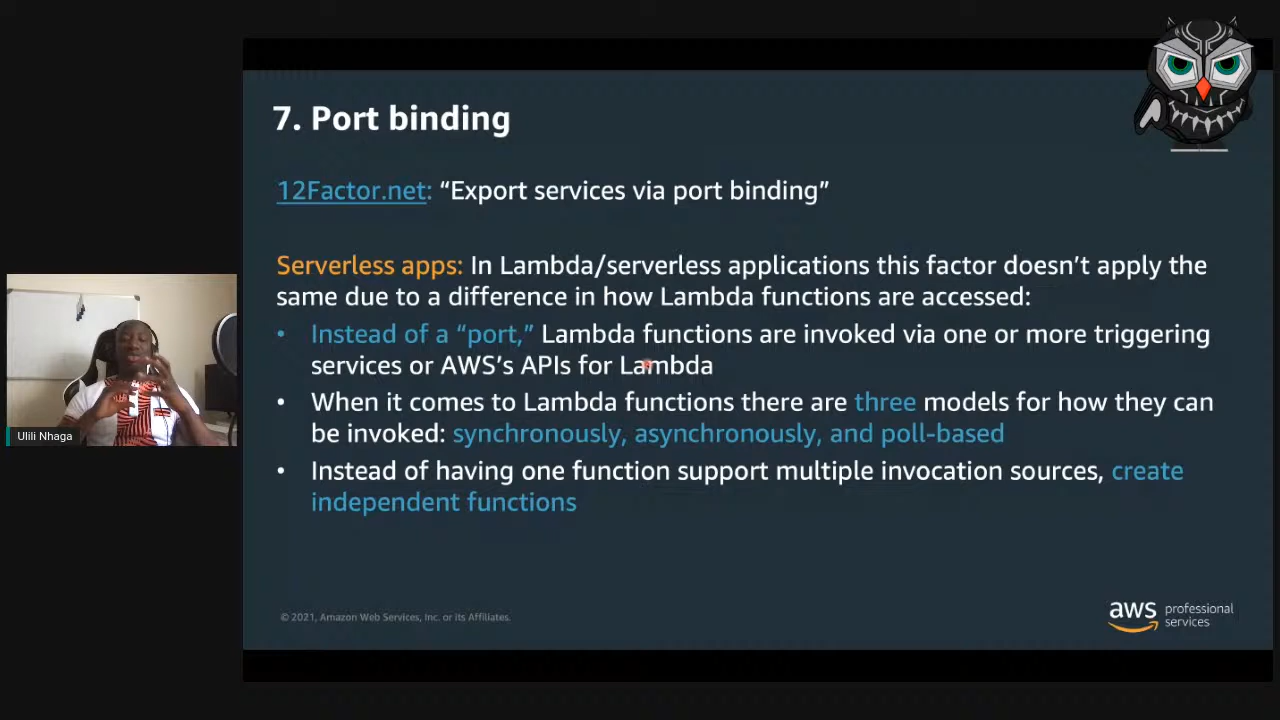 7. Port binding
12Factor.net: “Export services via port binding”
Serverless apps: In Lambda/serverless applications this factor doesn’t apply the
same due to a difference in how Lambda functions are accessed:
• Instead of a “port,” Lambda functions are invoked via one or more triggering
services or AWS’s APIs for Lambda
• When it comes to Lambda functions there are three models for how they can
be invoked: synchronously, asynchronously, and poll-based
• Instead of having one function support multiple invocation sources, create
independent functions
Ulili Nhaga
© 2021, Amazon Web Services, Inc. or its Affiliates.
aws professional
services